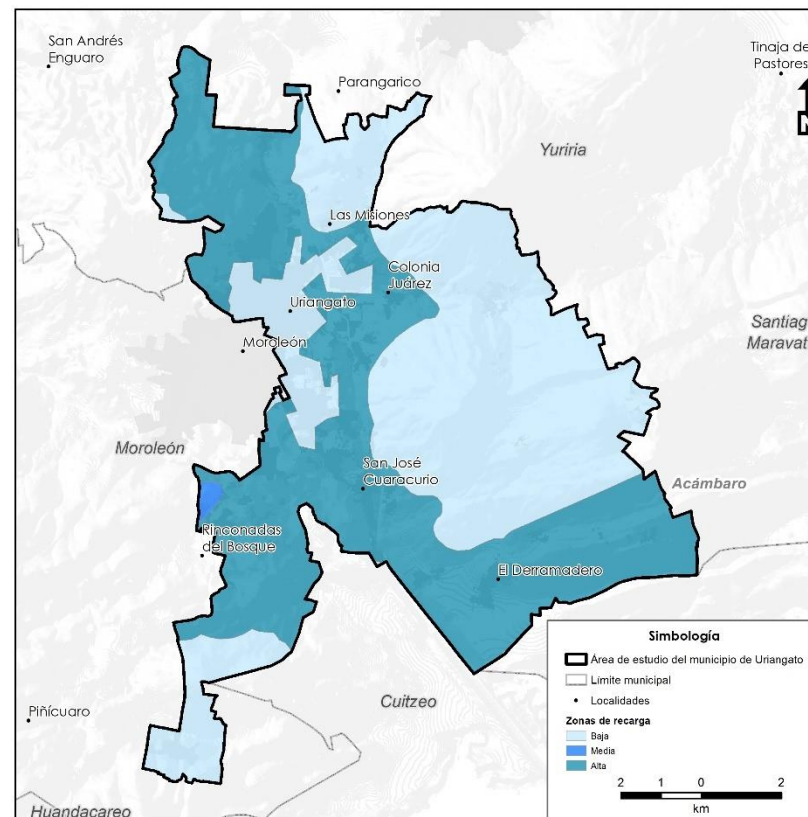 San Andrés
Enguaro
Parangarico
Tinaja de
Pastores
N
Yuriria
Las Misiones
Colonia
Juárez
Uriangato
Moroleón
Santiag
Maravat
Moroleón
San José
Cuaracurio
Acámbaro
Rinconadas
del Bosque
El Derramadero
Piñícuaro
Cuitzeo
Huandacareo
Simbología
Área de estudio del municipio de Uriangato
Límite municipal
Localidades
Zonas de recarga
Baja
Media
Alta
2 1 0 2
km